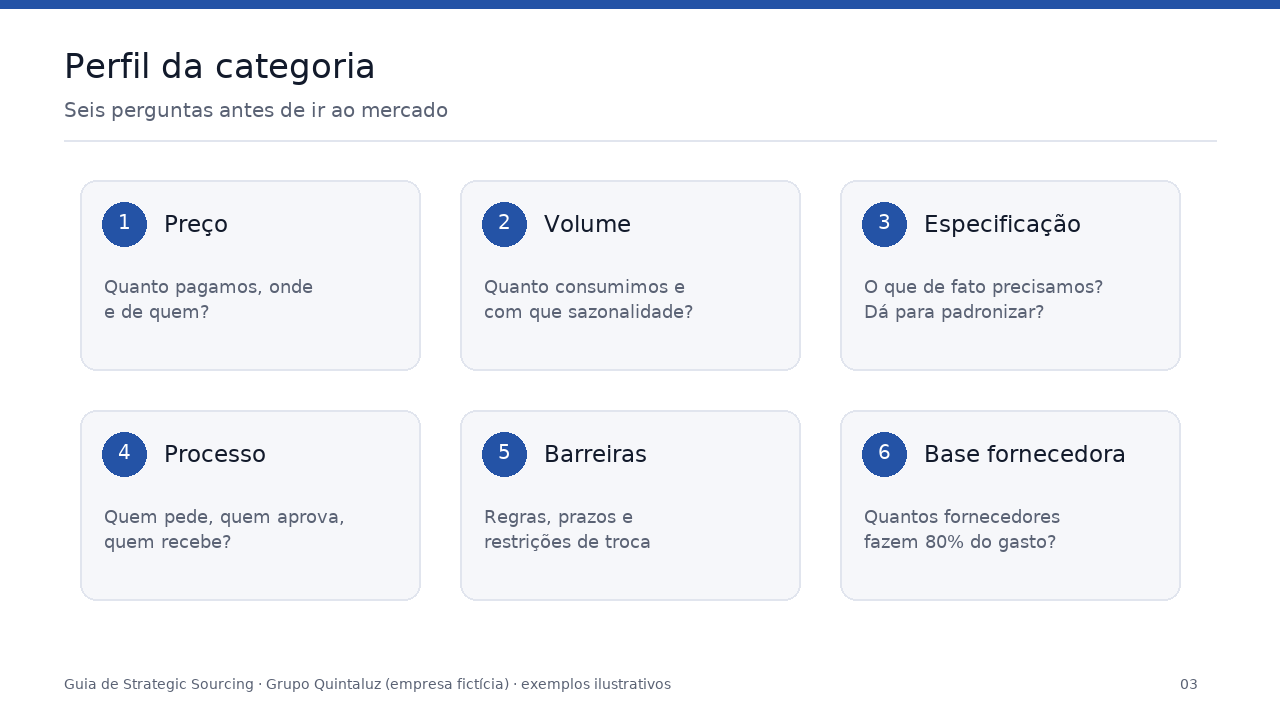 Perfil da categoria
Seis perguntas antes de ir ao mercado
1 Preço
Quanto pagamos, onde
e de quem?
2 Volume
Quanto consumimos e
com que sazonalidade?
3 Especificação
O que de fato precisamos?
Dá para padronizar?
4 Processo
Quem pede, quem aprova,
quem recebe?
5 Barreiras
Regras, prazos e
restrições de troca
6 Base fornecedora
Quantos fornecedores
fazem 80% do gasto?
Guia de Strategic Sourcing · Grupo Quintaluz (empresa fictícia) · exemplos ilustrativos
03